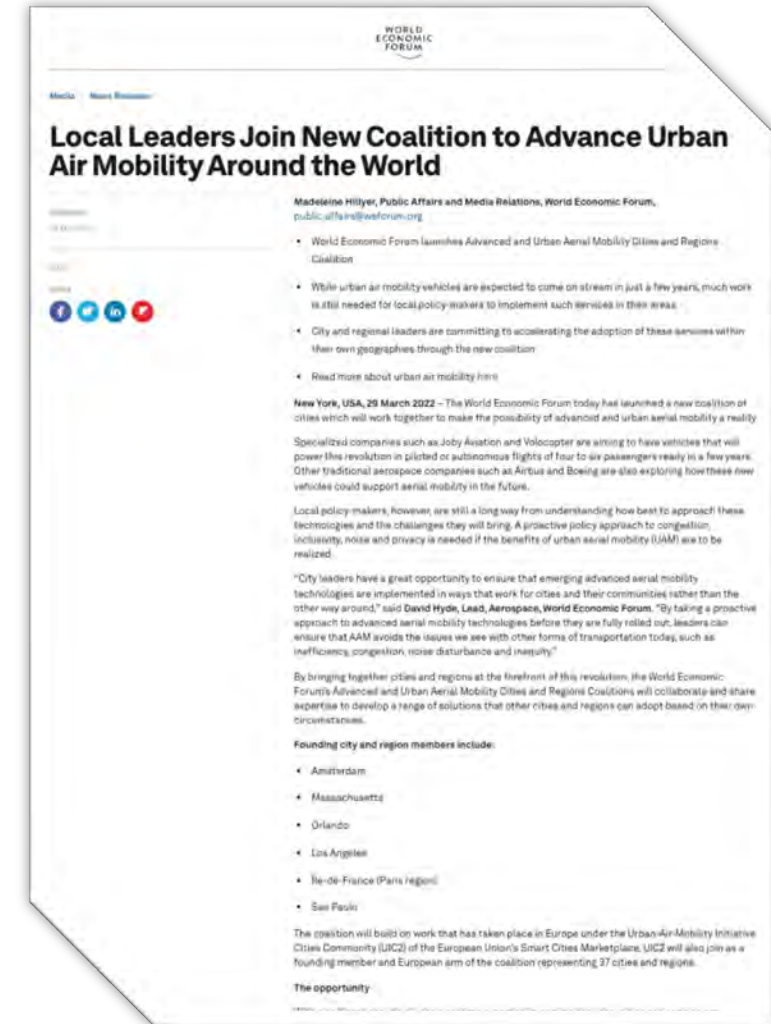 WORLD
ECONOMIC
FORUM
Media News Releases
Local Leaders Join New Coalition to Advance Urban
Air Mobility Around the World
Madeleine Hillyer, Public Affairs and Media Relations, World Economic Forum,
public.affairs@weforum.org
• World Economic Forum launches Advanced and Urban Aerial Mobility Cities and Regions
Coalition
• While urban air mobility vehicles are expected to come on stream in just a few years, much work
is still needed for local policy-makers to implement such services in their areas
• City and regional leaders are committing to accelerating the adoption of these services within
their own geographies through the new coalition
• Read more about urban air mobility here
New York, USA, 29 March 2022 – The World Economic Forum today has launched a new coalition of
cities which will work together to make the possibility of advanced and urban aerial mobility a reality
Specialized companies such as Joby Aviation and Volocopter are aiming to have vehicles that will
power this revolution in piloted or autonomous flights of four to six passengers ready in a few years.
Other traditional aerospace companies such as Airbus and Boeing are also exploring how these new
vehicles could support aerial mobility in the future.
Local policy-makers, however, are still a long way from understanding how best to approach these
technologies and the challenges they will bring. A proactive policy approach to congestion,
inclusivity, noise and privacy is needed if the benefits of urban aerial mobility (UAM) are to be
realized
"City leaders have a great opportunity to ensure that emerging advanced aerial mobility
technologies are implemented in ways that work for cities and their communities rather than the
other way around," said David Hyde, Lead, Aerospace, World Economic Forum. "By taking a proactive
approach to advanced aerial mobility technologies before they are fully rolled out, leaders can
ensure that AAM avoids the issues we see with other forms of transportation today, such as
inefficiency, congestion, noise disturbance and inequity."
By bringing together cities and regions at the forefront of this revolution, the World Economic
Forum's Advanced and Urban Aerial Mobility Cities and Regions Coalitions will collaborate and share
expertise to develop a range of solutions that other cities and regions can adopt based on their own
circumstances.
Founding city and region members include:
• Amsterdam
• Massachusetts
• Orlando
• Los Angeles
• Île-de-France (Paris region)
• Sao Paulo
The coalition will build on work that has taken place in Europe under the Urban-Air-Mobility Initiative
Cities Community (UIC2) of the European Union's Smart Cities Marketplace. UIC2 will also join as a
founding member and European arm of the coalition representing 37 cities and regions.
The opportunity